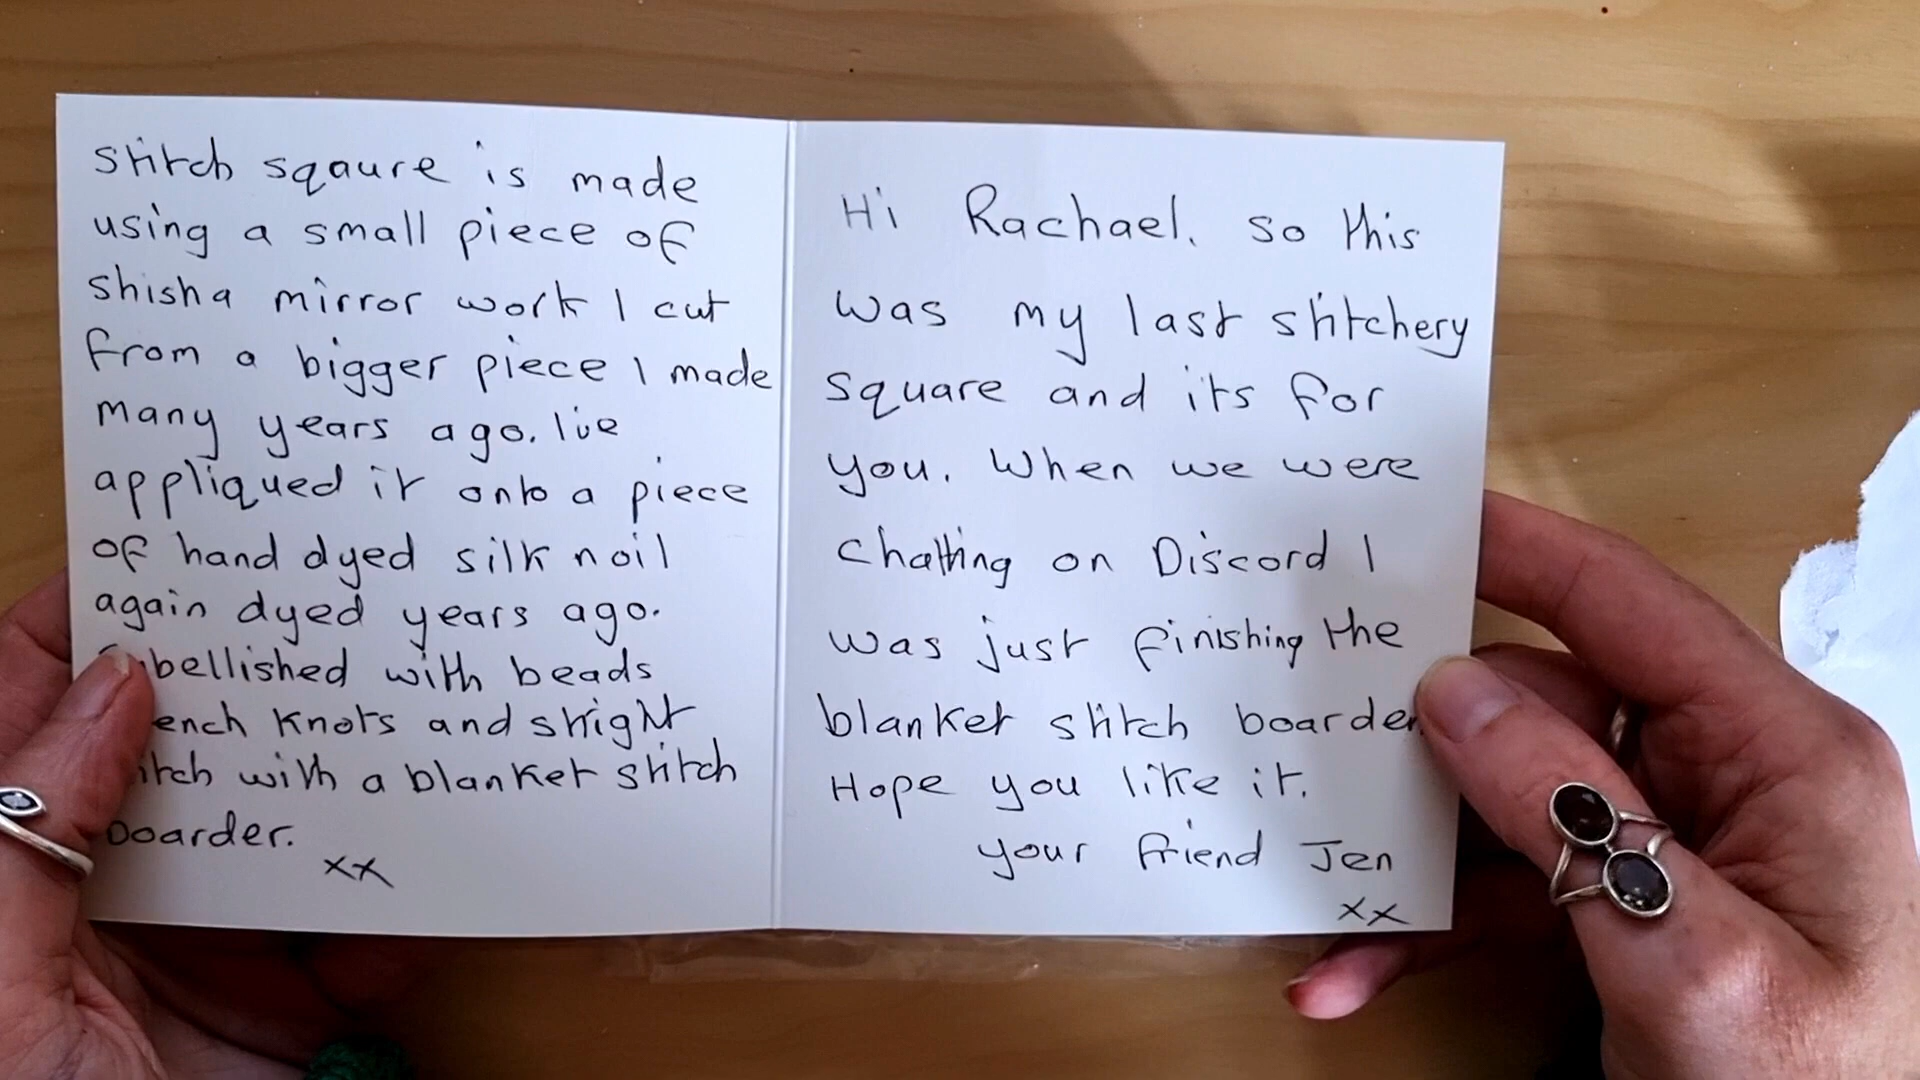 Stitch sqaure is made
using a small piece of
shisha mirror work I cut
from a bigger piece I made
many years ago. Ive
appliqued it onto a piece
of hand dyed silk noil
again dyed years ago.
bellished with beads
ench knots and stright
itch with a blanket stitch
boarder.
xx
Hi Rachael, so this
was my last stitchery
square and its for
you. When we were
chatting on Discord I
was just finishing the
blanket stitch boarder
Hope you like it.
your friend Jen
xx